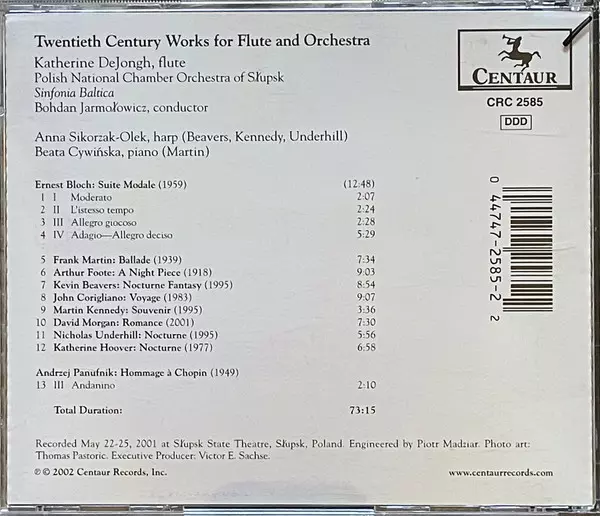 Twentieth Century Works for Flute and Orchestra
Katherine DeJongh, flute
Polish National Chamber Orchestra of Słupsk
Sinfonia Baltica
Bohdan Jarmołowicz, conductor
Anna Sikorzak-Olek, harp (Beavers, Kennedy, Underhill)
Beata Cywińska, piano (Martin)
CENTAUR
CRC 2585
DDD
Ernest Bloch: Suite Modale (1959) (12:48)
1 I Moderato 2:07
2 II L'istesso tempo 2:24
3 III Allegro giocoso 2:28
4 IV Adagio—Allegro deciso 5:29
5 Frank Martin: Ballade (1939) 7:34
6 Arthur Foote: A Night Piece (1918) 9:03
7 Kevin Beavers: Nocturne Fantasy (1995) 8:54
8 John Corigliano: Voyage (1983) 9:07
9 Martin Kennedy: Souvenir (1995) 3:36
10 David Morgan: Romance (2001) 7:30
11 Nicholas Underhill: Nocturne (1995) 5:56
12 Katherine Hoover: Nocturne (1977) 6:58
Andrzej Panufnik: Hommage à Chopin (1949)
13 III Andantino 2:10
Total Duration: 73:15
0 44747-2585-2 2
Recorded May 22-25, 2001 at Słupsk State Theatre, Słupsk, Poland. Engineered by Piotr Madziar. Photo art:
Thomas Pastoric. Executive Producer: Victor E. Sachse.
℗ © 2002 Centaur Records, Inc. www.centaurrecords.com